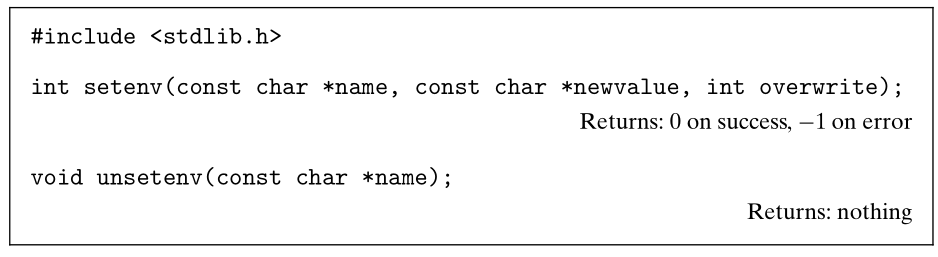 #include <stdlib.h>
int setenv(const char *name, const char *newvalue, int overwrite);
Returns: 0 on success, −1 on error
void unsetenv(const char *name);
Returns: nothing